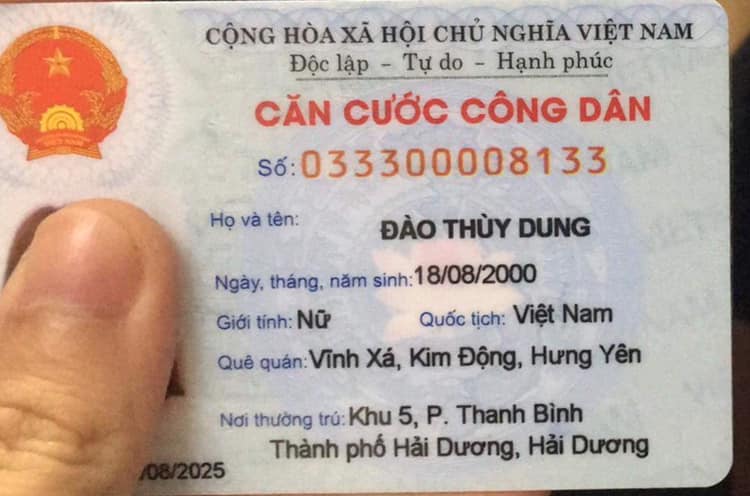 CỘNG HÒA XÃ HỘI CHỦ NGHĨA VIỆT NAM
Độc lập - Tự do - Hạnh phúc
CĂN CƯỚC CÔNG DÂN
Số: 033300008133
Họ và tên: ĐÀO THÙY DUNG
Ngày, tháng, năm sinh: 18/08/2000
Giới tính: Nữ Quốc tịch: Việt Nam
Quê quán: Vĩnh Xá, Kim Động, Hưng Yên
Nơi thường trú: Khu 5, P. Thanh Bình
Thành phố Hải Dương, Hải Dương
/08/2025